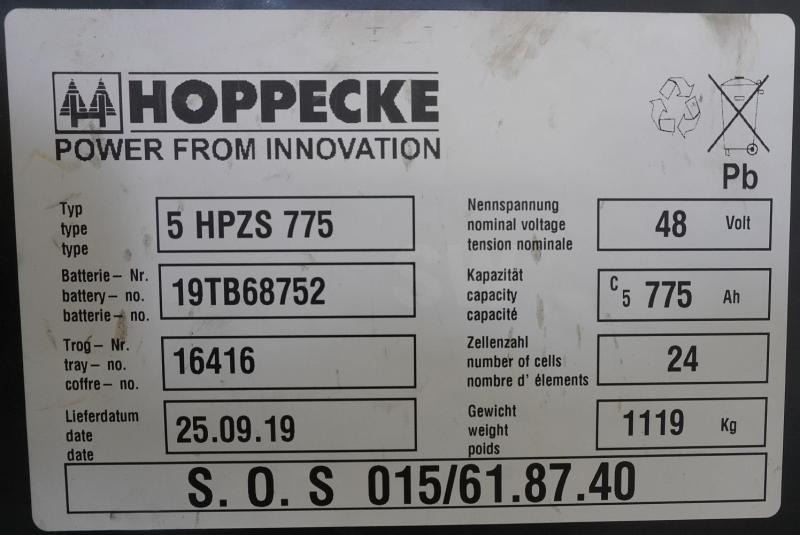 HOPPECKE
POWER FROM INNOVATION
Pb
Typ
type
type
5 HPZS 775
Nennspannung
nominal voltage
tension nominale
48 Volt
Batterie– Nr.
battery– no.
batterie– no.
19TB68752
Kapazität
capacity
capacité
C5 775 Ah
Trog– Nr.
tray– no.
coffre– no.
16416
Zellenzahl
number of cells
nombre d' élements
24
Lieferdatum
date
date
25.09.19
Gewicht
weight
poids
1119 Kg
S. O. S 015/61.87.40